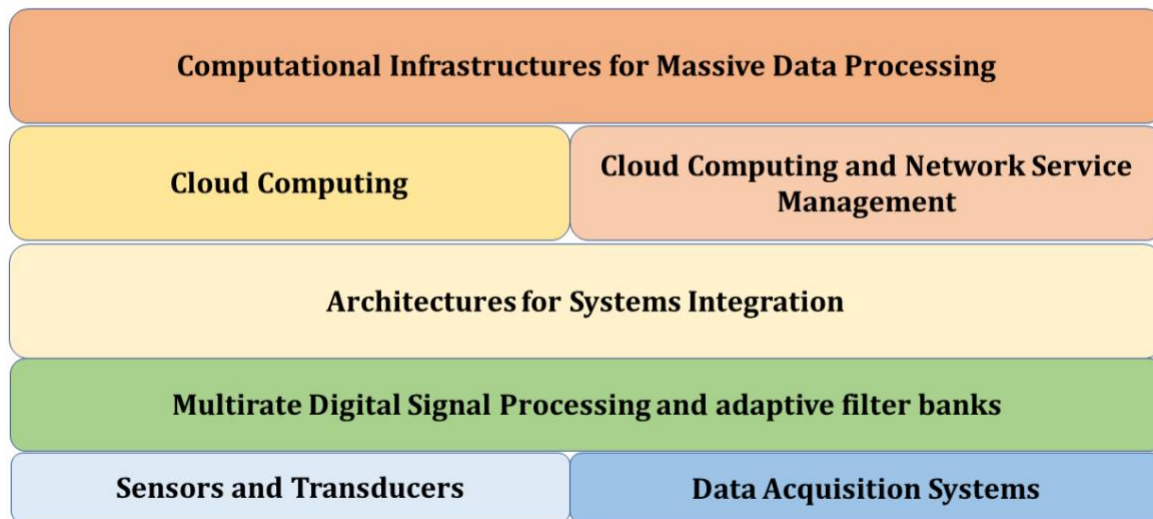 Computational Infrastructures for Massive Data Processing
Cloud Computing
Cloud Computing and Network Service
Management
Architectures for Systems Integration
Multirate Digital Signal Processing and adaptive filter banks
Sensors and Transducers
Data Acquisition Systems